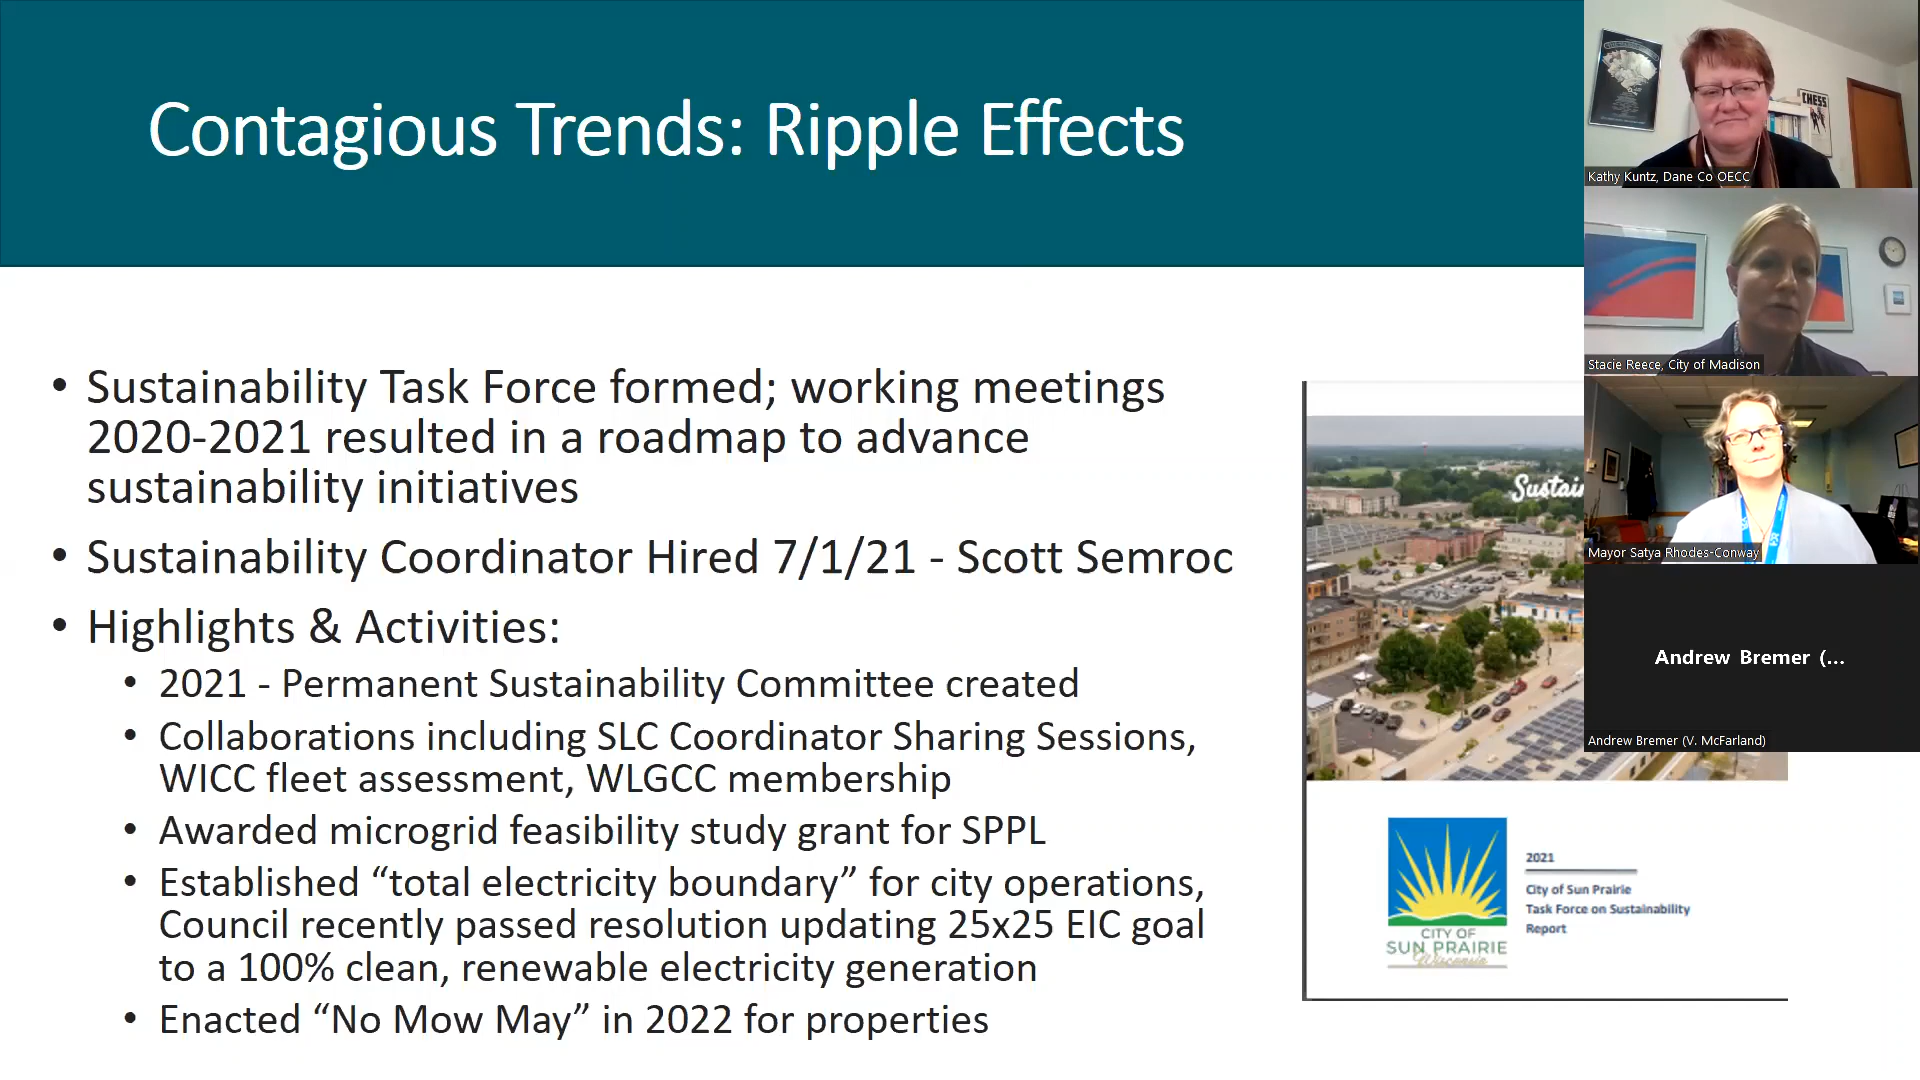 Contagious Trends: Ripple Effects
• Sustainability Task Force formed; working meetings
2020-2021 resulted in a roadmap to advance
sustainability initiatives
• Sustainability Coordinator Hired 7/1/21 - Scott Semroc
• Highlights & Activities:
• 2021 - Permanent Sustainability Committee created
• Collaborations including SLC Coordinator Sharing Sessions,
WICC fleet assessment, WLGCC membership
• Awarded microgrid feasibility study grant for SPPL
• Established “total electricity boundary” for city operations,
Council recently passed resolution updating 25x25 EIC goal
to a 100% clean, renewable electricity generation
• Enacted “No Mow May” in 2022 for properties
Sustai
2021
City of Sun Prairie
Task Force on Sustainability
Report
CITY OF
SUN PRAIRIE
Wisconsin
CHESS
Kathy Kuntz, Dane Co OECC
Stacie Reece, City of Madison
Mayor Satya Rhodes-Conway
Andrew Bremer (...
Andrew Bremer (V. McFarland)